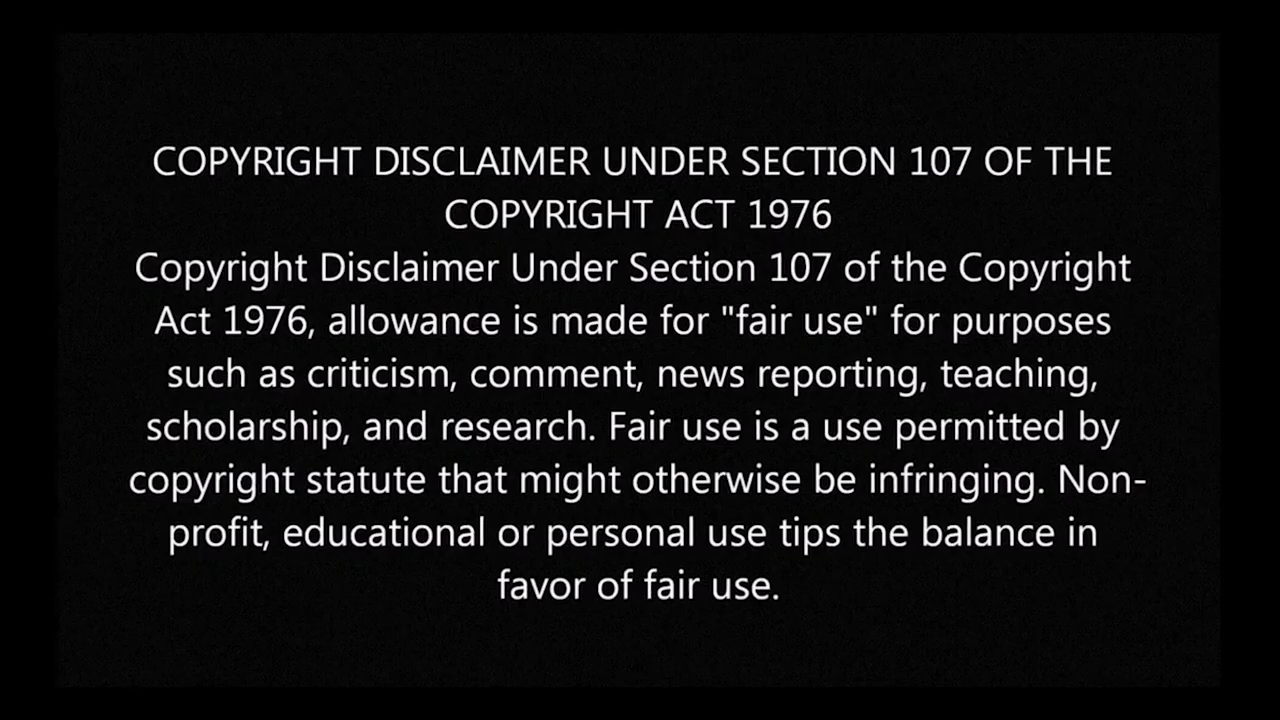 COPYRIGHT DISCLAIMER UNDER SECTION 107 OF THE
COPYRIGHT ACT 1976
Copyright Disclaimer Under Section 107 of the Copyright
Act 1976, allowance is made for "fair use" for purposes
such as criticism, comment, news reporting, teaching,
scholarship, and research. Fair use is a use permitted by
copyright statute that might otherwise be infringing. Non-
profit, educational or personal use tips the balance in
favor of fair use.